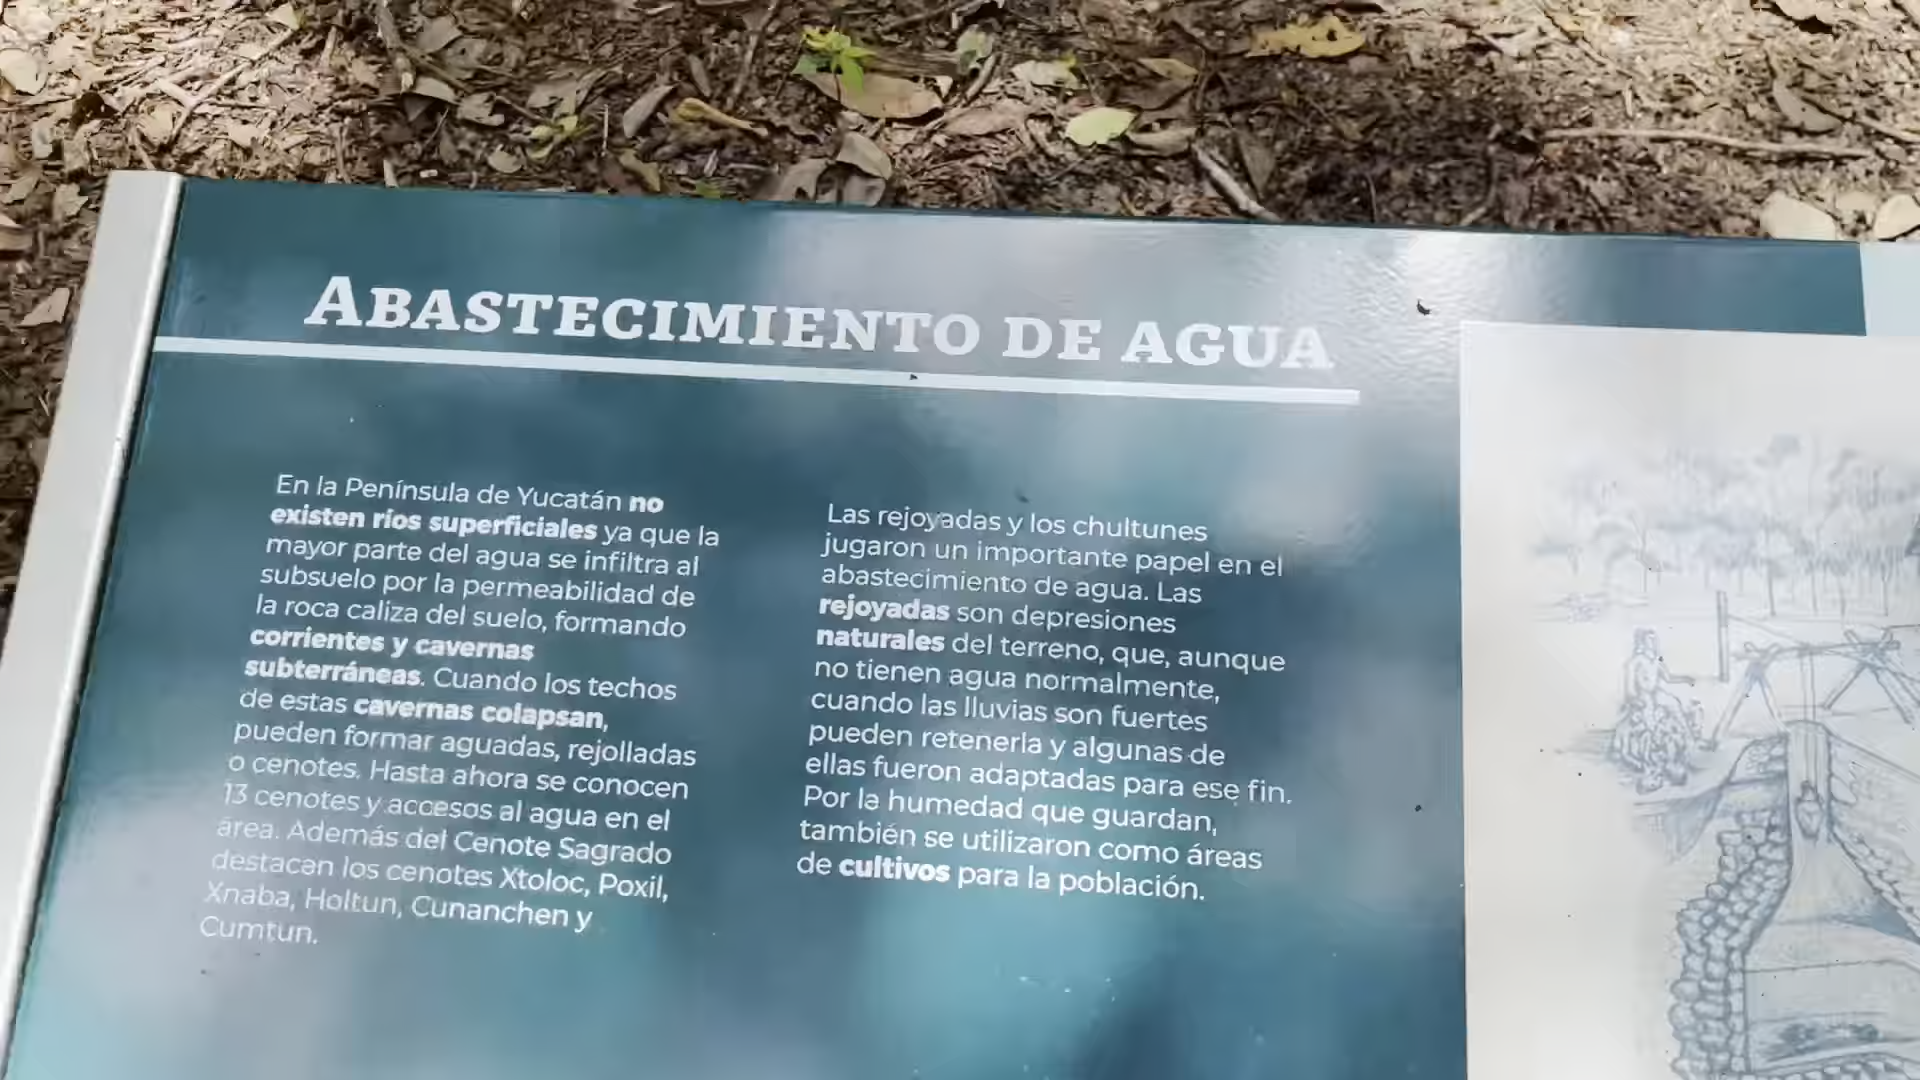 ABASTECIMIENTO DE AGUA
En la Península de Yucatán no
existen ríos superficiales ya que la
mayor parte del agua se infiltra al
subsuelo por la permeabilidad de
la roca caliza del suelo, formando
corrientes y cavernas
subterráneas. Cuando los techos
de estas cavernas colapsan,
pueden formar aguadas, rejolladas
o cenotes. Hasta ahora se conocen
13 cenotes y accesos al agua en el
área. Además del Cenote Sagrado
destacan los cenotes Xtoloc, Poxil,
Xnaba, Holtun, Cunanchen y
Cumtun.
Las rejoyadas y los chultunes
jugaron un importante papel en el
abastecimiento de agua. Las
rejoyadas son depresiones
naturales del terreno, que, aunque
no tienen agua normalmente,
cuando las lluvias son fuertes
pueden retenerla y algunas de
ellas fueron adaptadas para ese fin.
Por la humedad que guardan,
también se utilizaron como áreas
de cultivos para la población.